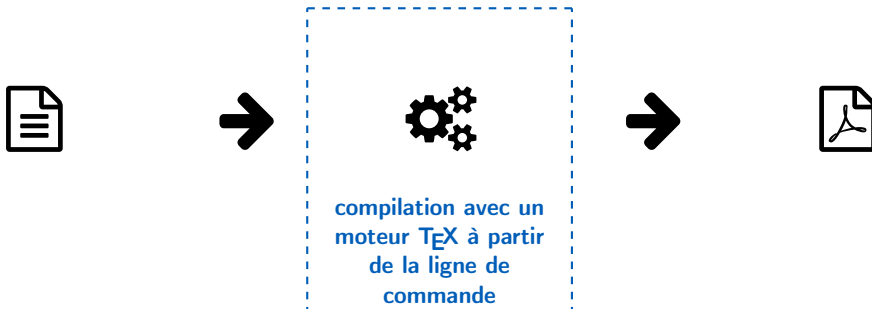 compilation avec un
moteur TEX à partir
de la ligne de
commande